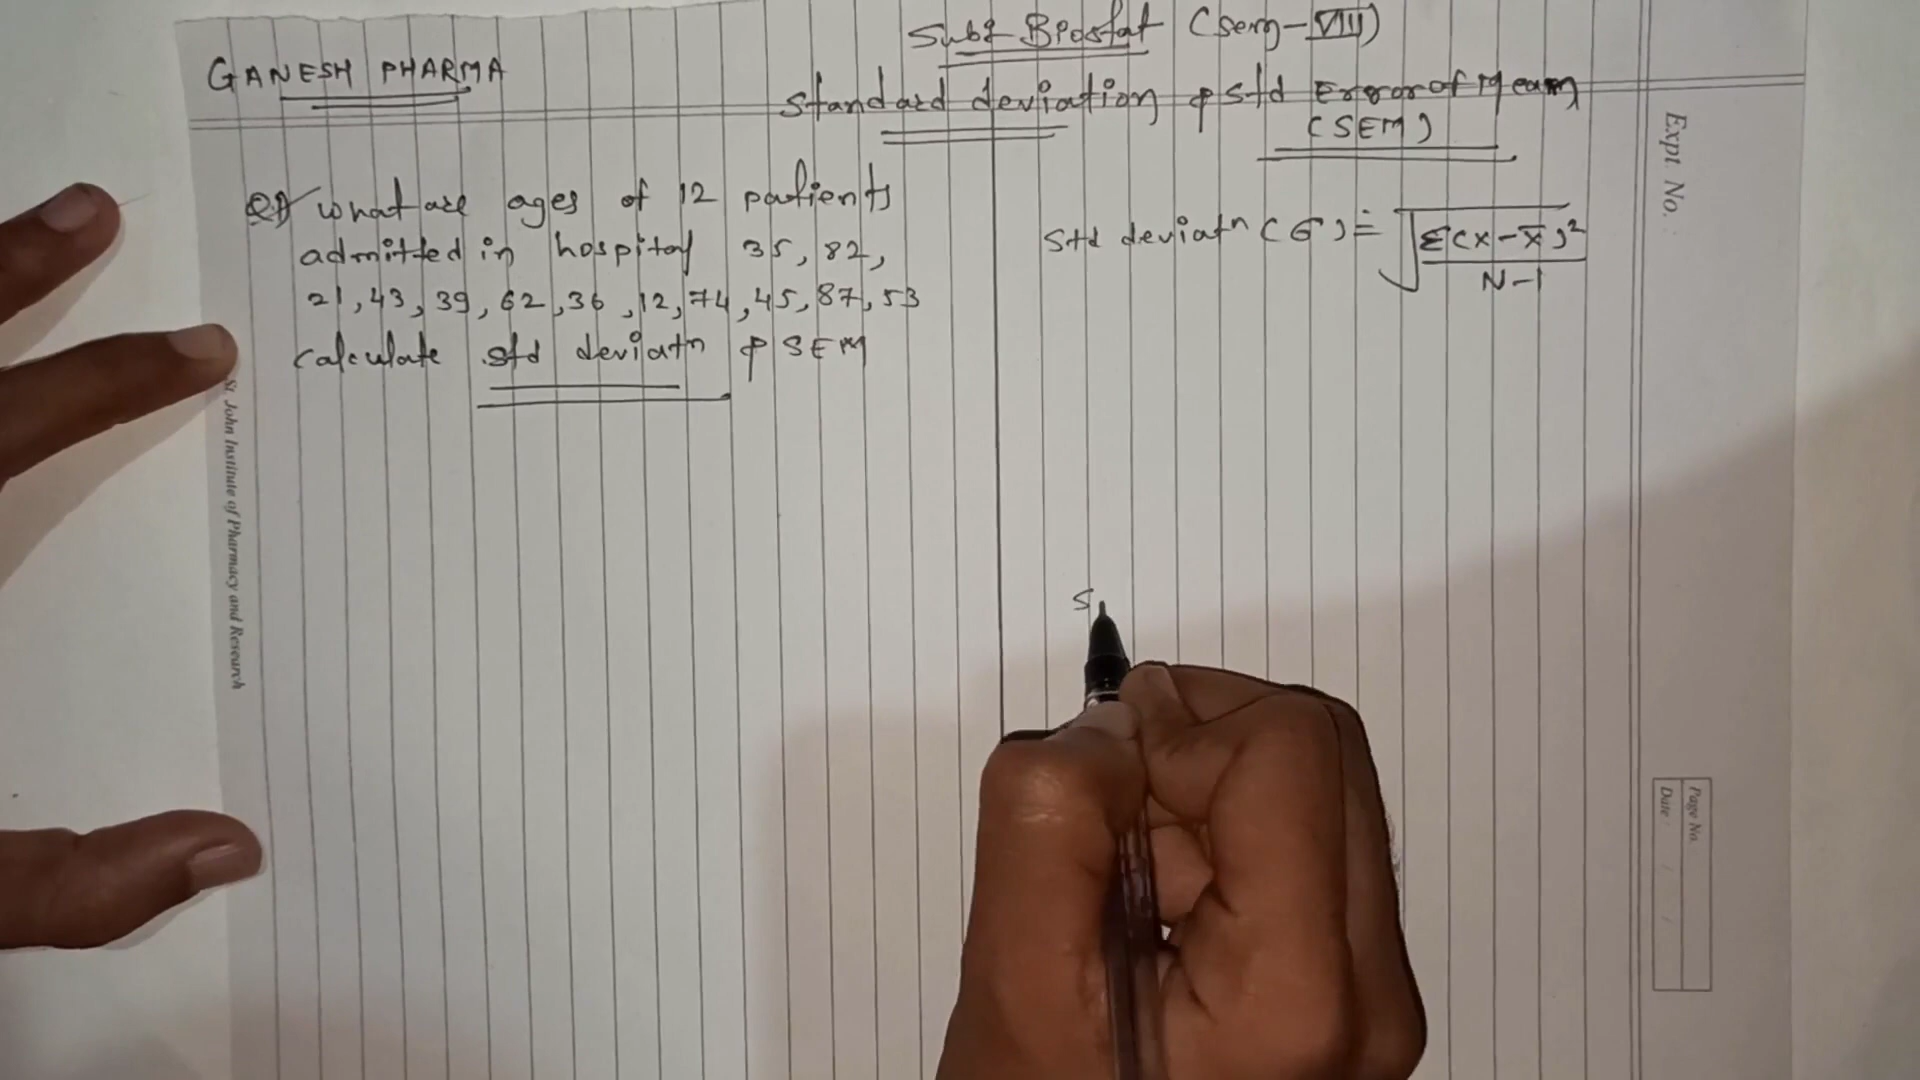 GANESH PHARMA
Sub: Biostat (Sem-VIII)
Standard deviation & std Error of Mean
(SEM)
Q1) What are ages of 12 patients
admitted in hospital 35, 82,
21, 43, 39, 62, 36, 12, 74, 45, 87, 53
calculate std deviatn & SEM
Std deviatn (σ) = √Σ(x-x̄)²
N-1
S
Expt No. :
St. John Institute of Pharmacy and Research
Page No.
Date : / /